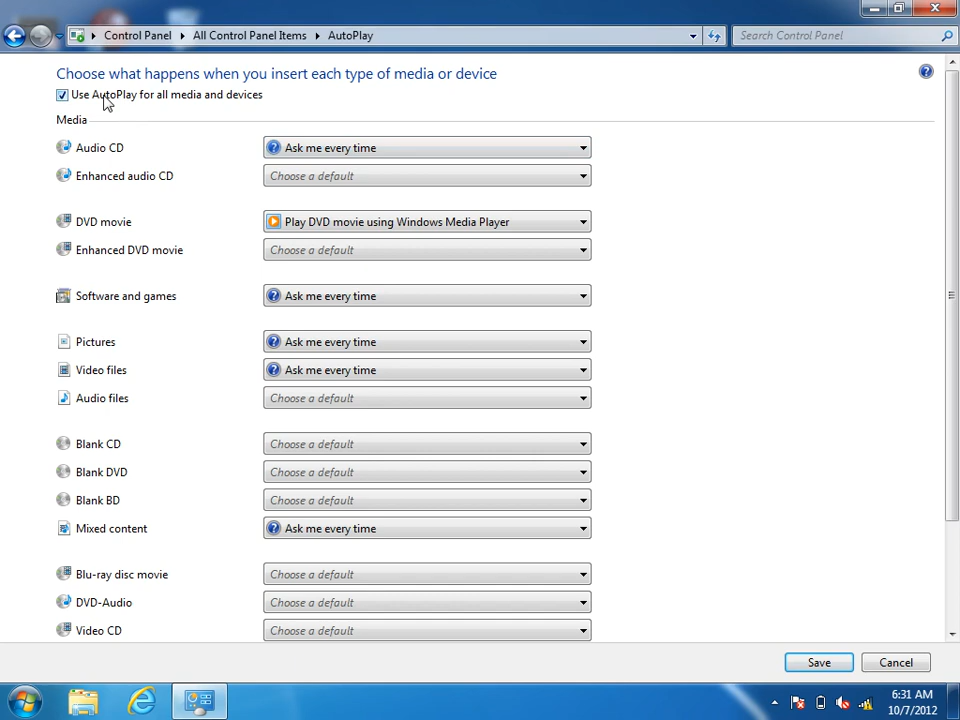 Control Panel
All Control Panel Items
AutoPlay
Search Control Panel
Choose what happens when you insert each type of media or device
Use AutoPlay for all media and devices
Media
Audio CD
Ask me every time
Enhanced audio CD
Choose a default
DVD movie
Play DVD movie using Windows Media Player
Enhanced DVD movie
Choose a default
Software and games
Ask me every time
Pictures
Ask me every time
Video files
Ask me every time
Audio files
Choose a default
Blank CD
Choose a default
Blank DVD
Choose a default
Blank BD
Choose a default
Mixed content
Ask me every time
Blu-ray disc movie
Choose a default
DVD-Audio
Choose a default
Video CD
Choose a default
Save
Cancel
6:31 AM
10/7/2012